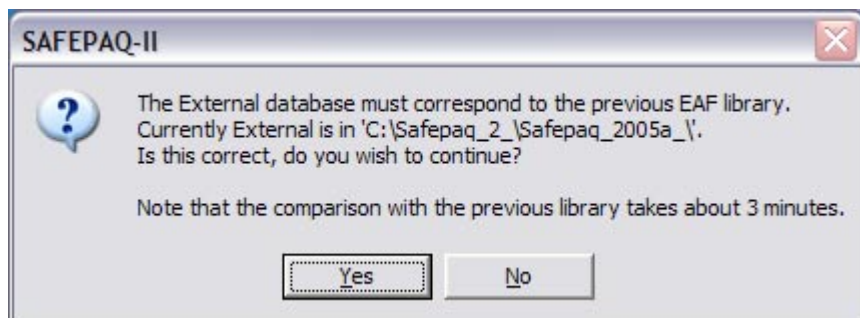 SAFEPAQ-II
The External database must correspond to the previous EAF library.
Currently External is in 'C:\Safepaq_2_\Safepaq_2005a_\'.
Is this correct, do you wish to continue?
Note that the comparison with the previous library takes about 3 minutes.
Yes No